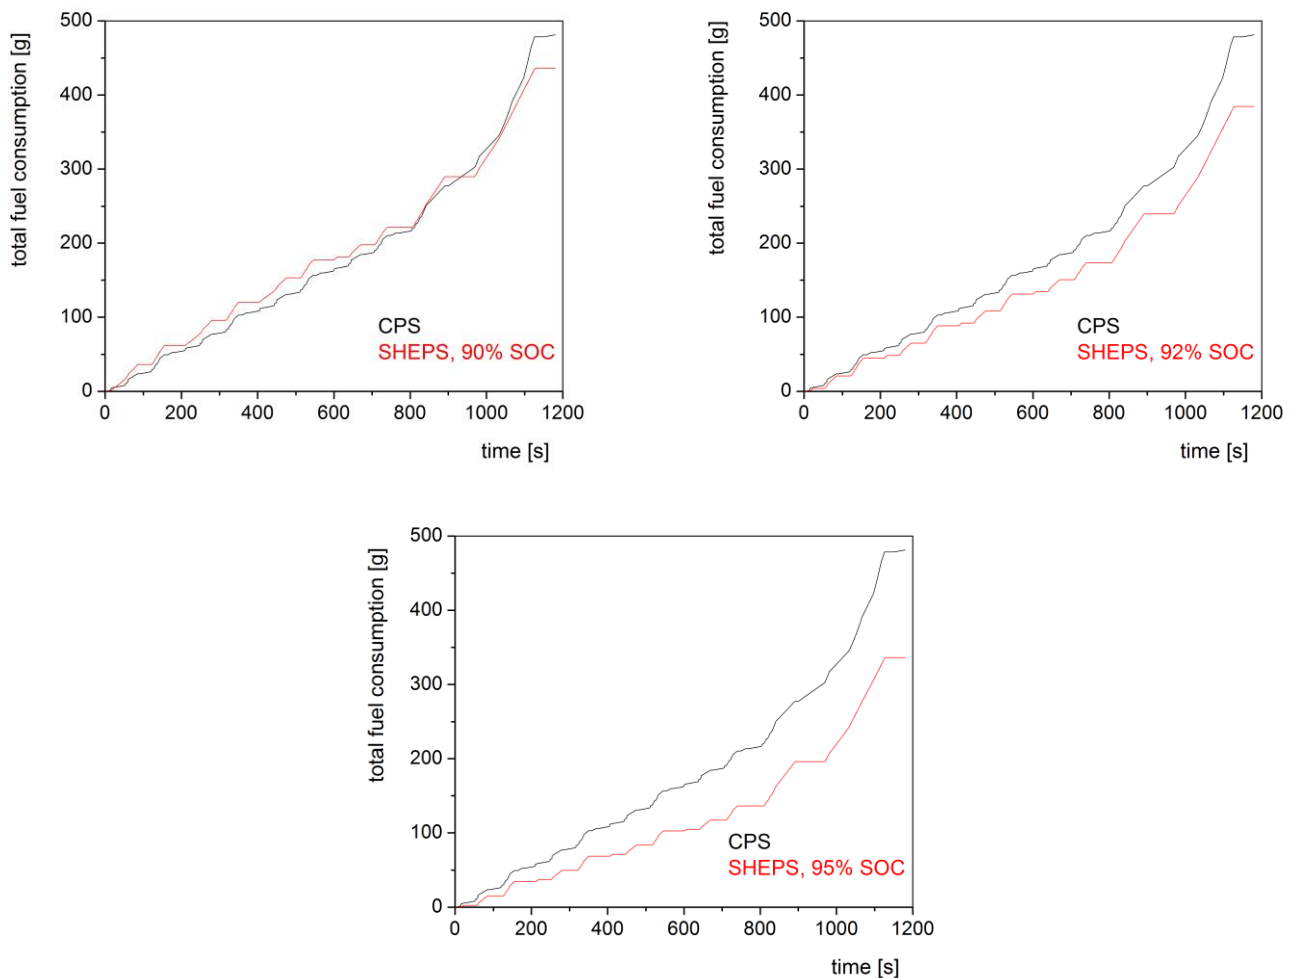 total fuel consumption [g]
500
400
300
200
100
0
0 200 400 600 800 1000 1200
time [s]
CPS
SHEPS, 90% SOC
total fuel consumption [g]
500
400
300
200
100
0
0 200 400 600 800 1000 1200
time [s]
CPS
SHEPS, 92% SOC
total fuel consumption [g]
500
400
300
200
100
0
0 200 400 600 800 1000 1200
time [s]
CPS
SHEPS, 95% SOC